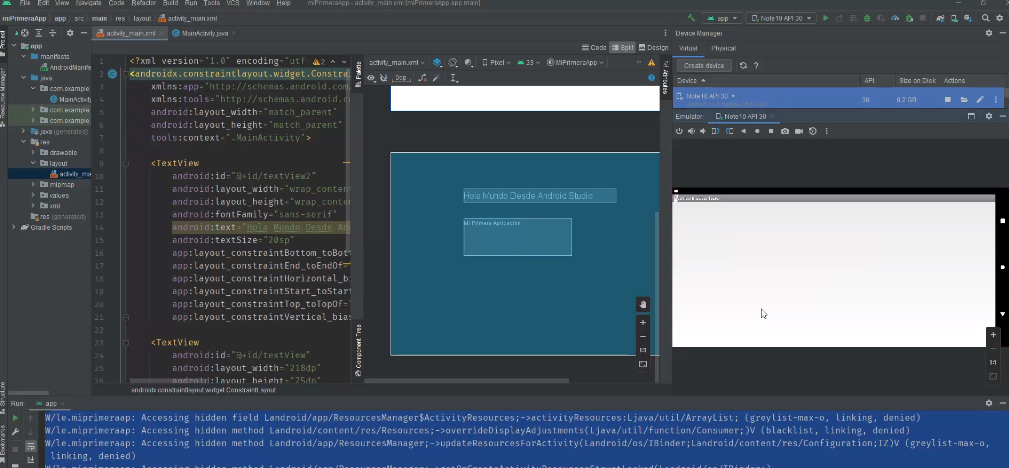 File Edit View Navigate Code Refactor Build Run Tools VCS Window Help miPrimeraApp - activity_main.xml [miPrimeraApp.app.main]
miPrimeraApp app src main res layout activity_main.xml
app Note10 API 30
activity_main.xml MainActivity.java
Code Split Design
Device Manager
Virtual Physical
Create device ?
Device API Size on Disk Actions
Note10 API 30 30 9.2 GB
Emulator: Note10 API 30
Project
Resource Manager
Structure
Bookmarks
app
manifests
AndroidManife
java
com.example
MainActivity
com.example.
com.example.
java (generated)
res
drawable
layout
activity_ma
mipmap
values
xml
res (generated)
Gradle Scripts
1 <?xml version="1.0" encoding="utf 2
2 <androidx.constraintlayout.widget.Constra
3 xmlns:app="http://schemas.android.com
4 xmlns:tools="http://schemas.android.c
5 android:layout_width="match_parent"
6 android:layout_height="match_parent"
7 tools:context=".MainActivity">
8
9 <TextView
10 android:id="@+id/textView2"
11 android:layout_width="wrap_content
12 android:layout_height="wrap_conten
13 android:fontFamily="sans-serif"
14 android:text="Hola Mundo Desde An
15 android:textSize="20sp"
16 app:layout_constraintBottom_toBott
17 app:layout_constraintEnd_toEndOf="
18 app:layout_constraintHorizontal_bi
19 app:layout_constraintStart_toStart
20 app:layout_constraintTop_toTopOf="
21 app:layout_constraintVertical_bias
22
23 <TextView
24 android:id="@+id/textView"
25 android:layout_width="218dp"
26 android:layout_height="75dp"
androidx.constraintlayout.widget.ConstraintLayout
Palette
Component Tree
Attributes
activity_main.xml Pixel 33 MiPrimeraApp
0dp
Hola Mundo Desde Android Studio
Mi Primera Aplicación
1:1
1:1
Run: app
W/le.miprimeraap: Accessing hidden field Landroid/app/ResourcesManager$ActivityResources;->activityResources:Ljava/util/ArrayList; (greylist-max-o, linking, denied)
W/le.miprimeraap: Accessing hidden method Landroid/content/res/Resources;->overrideDisplayAdjustments(Ljava/util/function/Consumer;)V (blacklist, linking, denied)
W/le.miprimeraap: Accessing hidden method Landroid/app/ResourcesManager;->updateResourcesForActivity(Landroid/os/IBinder;Landroid/content/res/Configuration;IZ)V (greylist-max-o,
linking, denied)